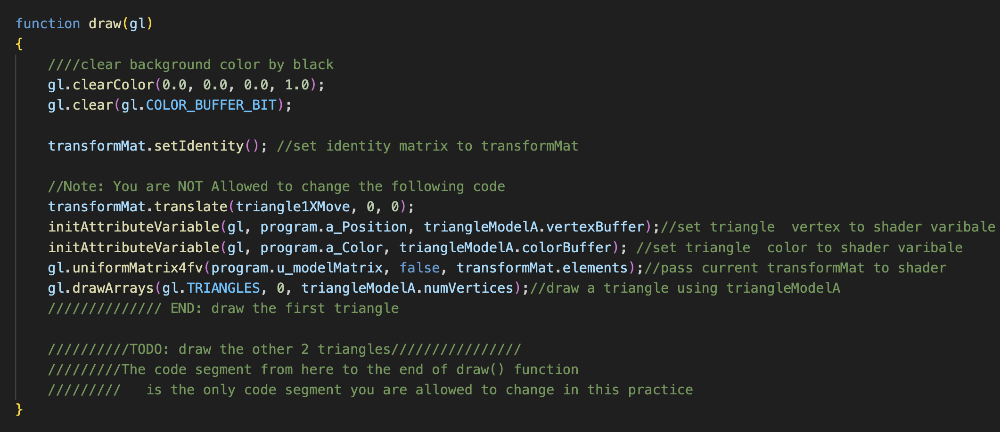 function draw(gl)
{
    ////clear background color by black
    gl.clearColor(0.0, 0.0, 0.0, 1.0);
    gl.clear(gl.COLOR_BUFFER_BIT);

    transformMat.setIdentity(); //set identity matrix to transformMat

    //Note: You are NOT Allowed to change the following code
    transformMat.translate(triangle1XMove, 0, 0);
    initAttributeVariable(gl, program.a_Position, triangleModelA.vertexBuffer);//set triangle  vertex to shader varibale
    initAttributeVariable(gl, program.a_Color, triangleModelA.colorBuffer); //set triangle  color to shader varibale
    gl.uniformMatrix4fv(program.u_modelMatrix, false, transformMat.elements);//pass current transformMat to shader
    gl.drawArrays(gl.TRIANGLES, 0, triangleModelA.numVertices);//draw a triangle using triangleModelA
    ////////////// END: draw the first triangle

    //////////TODO: draw the other 2 triangles////////////////
    /////////The code segment from here to the end of draw() function
    /////////   is the only code segment you are allowed to change in this practice
}